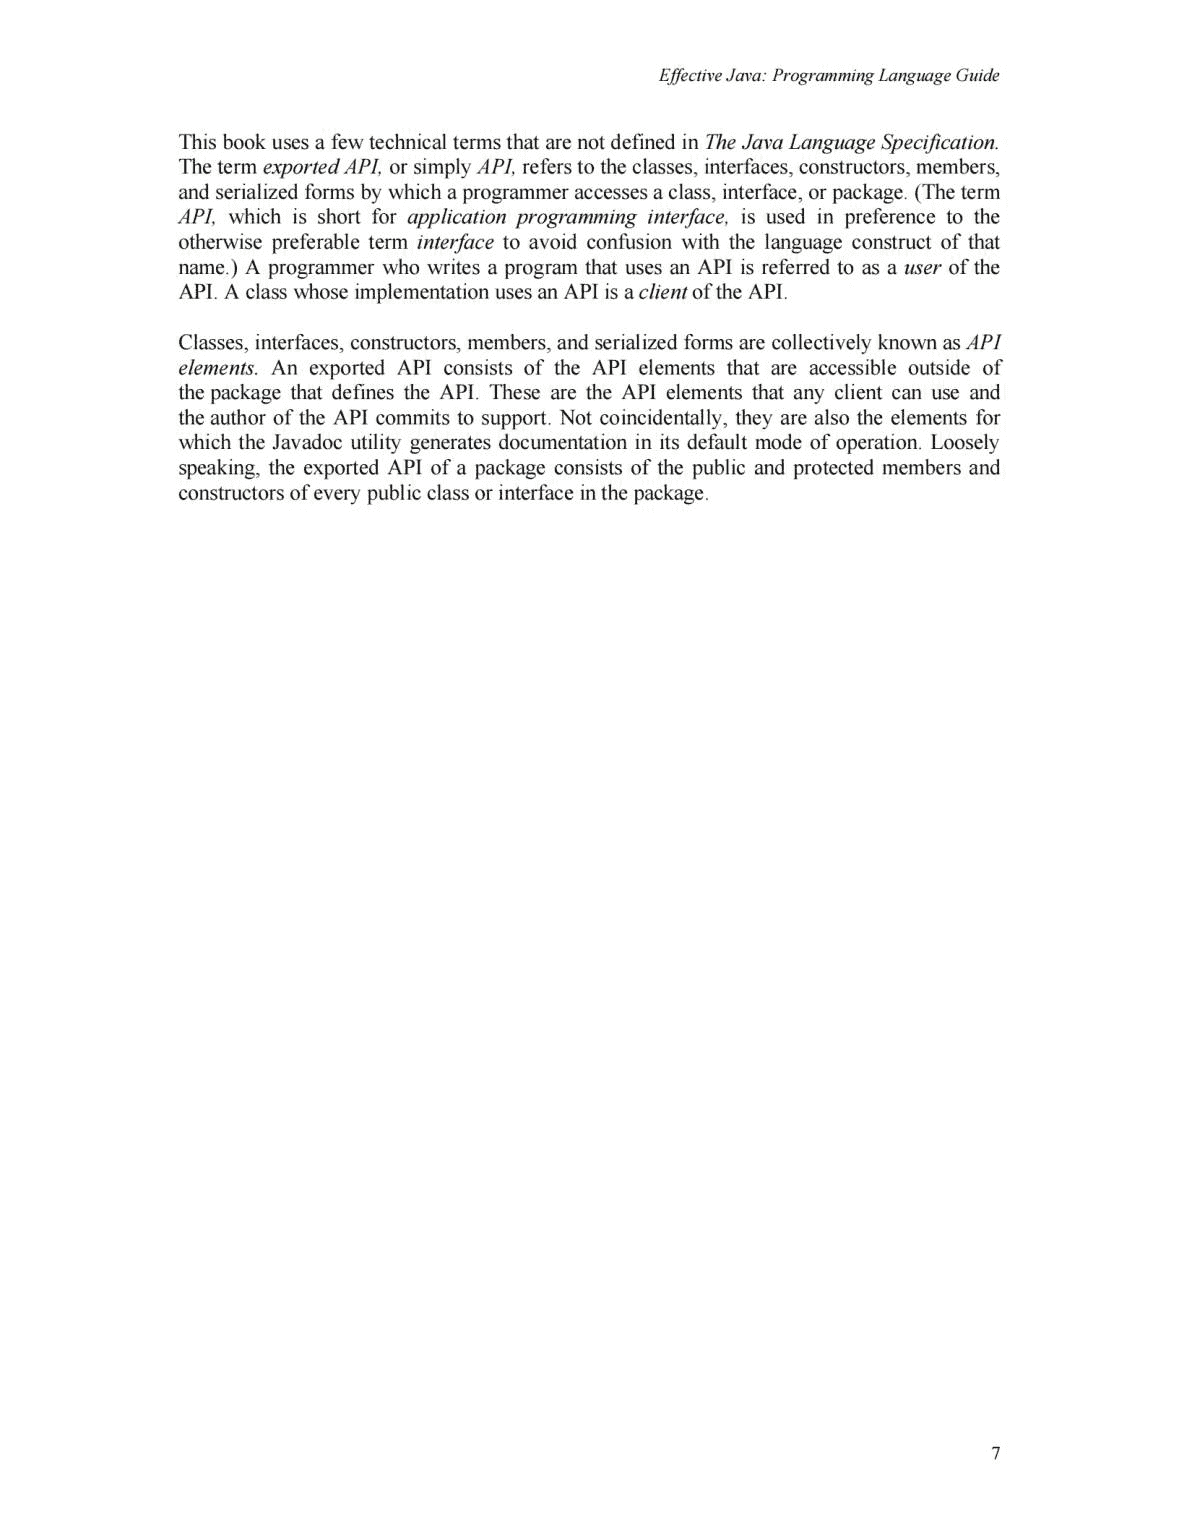 Effective Java: Programming Language Guide
This book uses a few technical terms that are not defined in The Java Language Specification.
The term exported API, or simply API, refers to the classes, interfaces, constructors, members,
and serialized forms by which a programmer accesses a class, interface, or package. (The term
API, which is short for application programming interface, is used in preference to the
otherwise preferable term interface to avoid confusion with the language construct of that
name.) A programmer who writes a program that uses an API is referred to as a user of the
API. A class whose implementation uses an API is a client of the API.
Classes, interfaces, constructors, members, and serialized forms are collectively known as API
elements. An exported API consists of the API elements that are accessible outside of
the package that defines the API. These are the API elements that any client can use and
the author of the API commits to support. Not coincidentally, they are also the elements for
which the Javadoc utility generates documentation in its default mode of operation. Loosely
speaking, the exported API of a package consists of the public and protected members and
constructors of every public class or interface in the package.
7